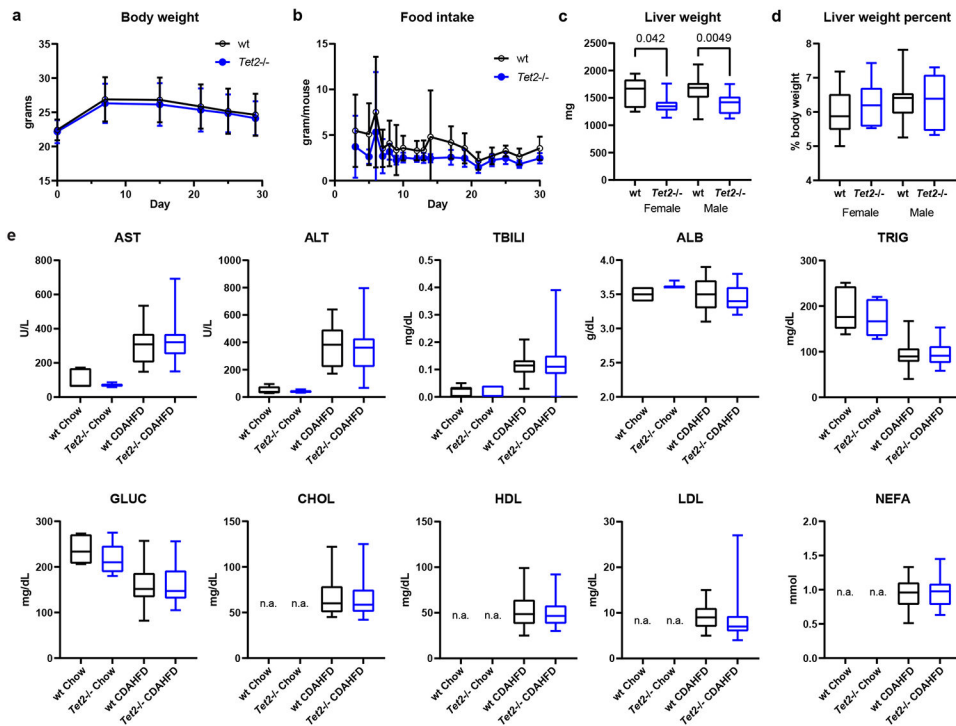 a Body weight
grams
35
30
25
20
15
0 10 20 30
Day
wt
Tet2-/-
b Food intake
gram/mouse
15
10
5
0
0 5 10 15 20 25 30
Day
wt
Tet2-/-
c Liver weight
mg
2000
1500
1000
500
0
0.042 0.0049
wt Tet2-/- wt Tet2-/-
Female Male
d Liver weight percent
% body weight
9
8
7
6
5
4
wt Tet2-/- wt Tet2-/-
Female Male
e
AST
U/L
800
600
400
200
0
wt Chow
Tet2-/- Chow
wt CDAHFD
Tet2-/- CDAHFD
ALT
U/L
1000
800
600
400
200
0
wt Chow
Tet2-/- Chow
wt CDAHFD
Tet2-/- CDAHFD
TBILI
mg/dL
0.5
0.4
0.3
0.2
0.1
0.0
wt Chow
Tet2-/- Chow
wt CDAHFD
Tet2-/- CDAHFD
ALB
g/dL
4.0
3.5
3.0
2.5
2.0
wt Chow
Tet2-/- Chow
wt CDAHFD
Tet2-/- CDAHFD
TRIG
mg/dL
300
200
100
0
wt Chow
Tet2-/- Chow
wt CDAHFD
Tet2-/- CDAHFD
GLUC
mg/dL
300
200
100
0
wt Chow
Tet2-/- Chow
wt CDAHFD
Tet2-/- CDAHFD
CHOL
mg/dL
150
100
50
0
n.a. n.a.
wt Chow
Tet2-/- Chow
wt CDAHFD
Tet2-/- CDAHFD
HDL
mg/dL
150
100
50
0
n.a. n.a.
wt Chow
Tet2-/- Chow
wt CDAHFD
Tet2-/- CDAHFD
LDL
mg/dL
30
20
10
0
n.a. n.a.
wt Chow
Tet2-/- Chow
wt CDAHFD
Tet2-/- CDAHFD
NEFA
mmol
2.0
1.5
1.0
0.5
0.0
n.a. n.a.
wt Chow
Tet2-/- Chow
wt CDAHFD
Tet2-/- CDAHFD